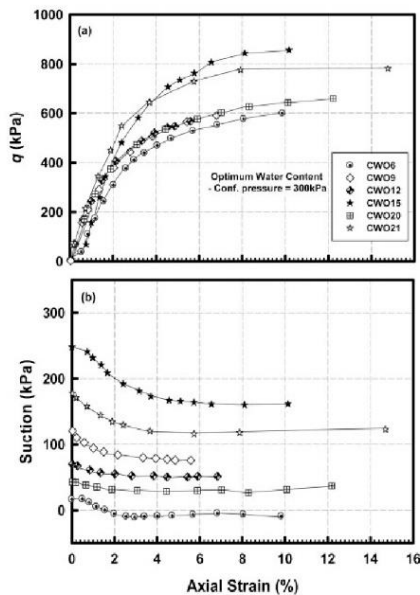 1000
(a)
800
600
400
200
0
q (kPa)
CWO6
CWO9
CWO12
CWO15
CWO20
CWO21
Optimum Water Content
- Conf. pressure = 300kPa
300
(b)
200
100
0
Suction (kPa)
0 2 4 6 8 10 12 14 16
Axial Strain (%)